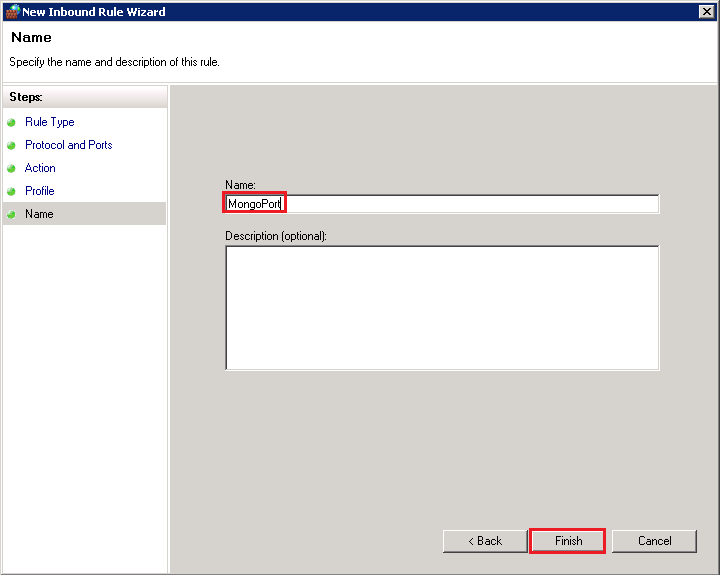 New Inbound Rule Wizard
Name
Specify the name and description of this rule.
Steps:
Rule Type
Protocol and Ports
Action
Profile
Name
Name:
MongoPort
Description (optional):
< Back
Finish
Cancel